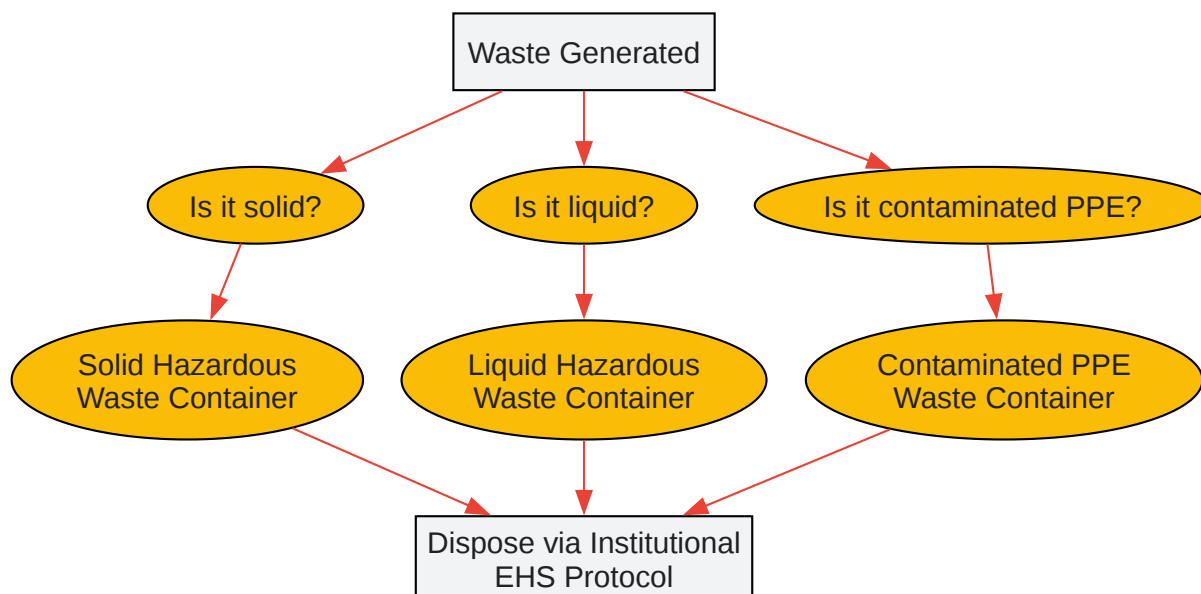 Waste Generated
Is it solid?
Is it liquid?
Is it contaminated PPE?
Solid Hazardous
Waste Container
Liquid Hazardous
Waste Container
Contaminated PPE
Waste Container
Dispose via Institutional
EHS Protocol